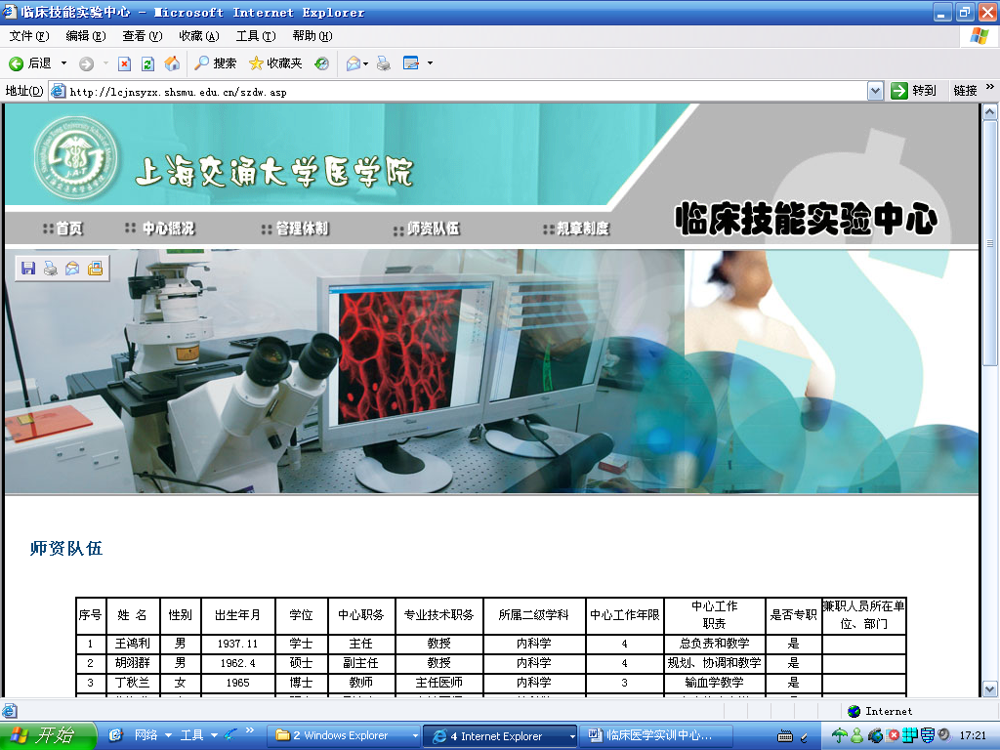 临床技能实验中心 - Microsoft Internet Explorer
文件(F) 编辑(E) 查看(V) 收藏(A) 工具(T) 帮助(H)
后退 搜索 收藏夹
地址(D) http://lcjnsyzx.shsmu.edu.cn/szdw.asp 转到 链接 »
上海交通大学医学院
临床技能实验中心
首页 中心概况 管理体制 师资队伍 规章制度
师资队伍
序号 姓 名 性别 出生年月 学位 中心职务 专业技术职务 所属二级学科 中心工作年限 中心工作职责 是否专职 兼职人员所在单位、部门
1 王鸿利 男 1937.11 学士 主任 教授 内科学 4 总负责和教学 是
2 胡翊群 男 1962.4 硕士 副主任 教授 内科学 4 规划、协调和教学 是
3 丁秋兰 女 1965 博士 教师 主任医师 内科学 3 输血学教学 是
Internet
开始 网络 工具 » 2 Windows Explorer 4 Internet Explorer 临床医学实训中心... 17:21